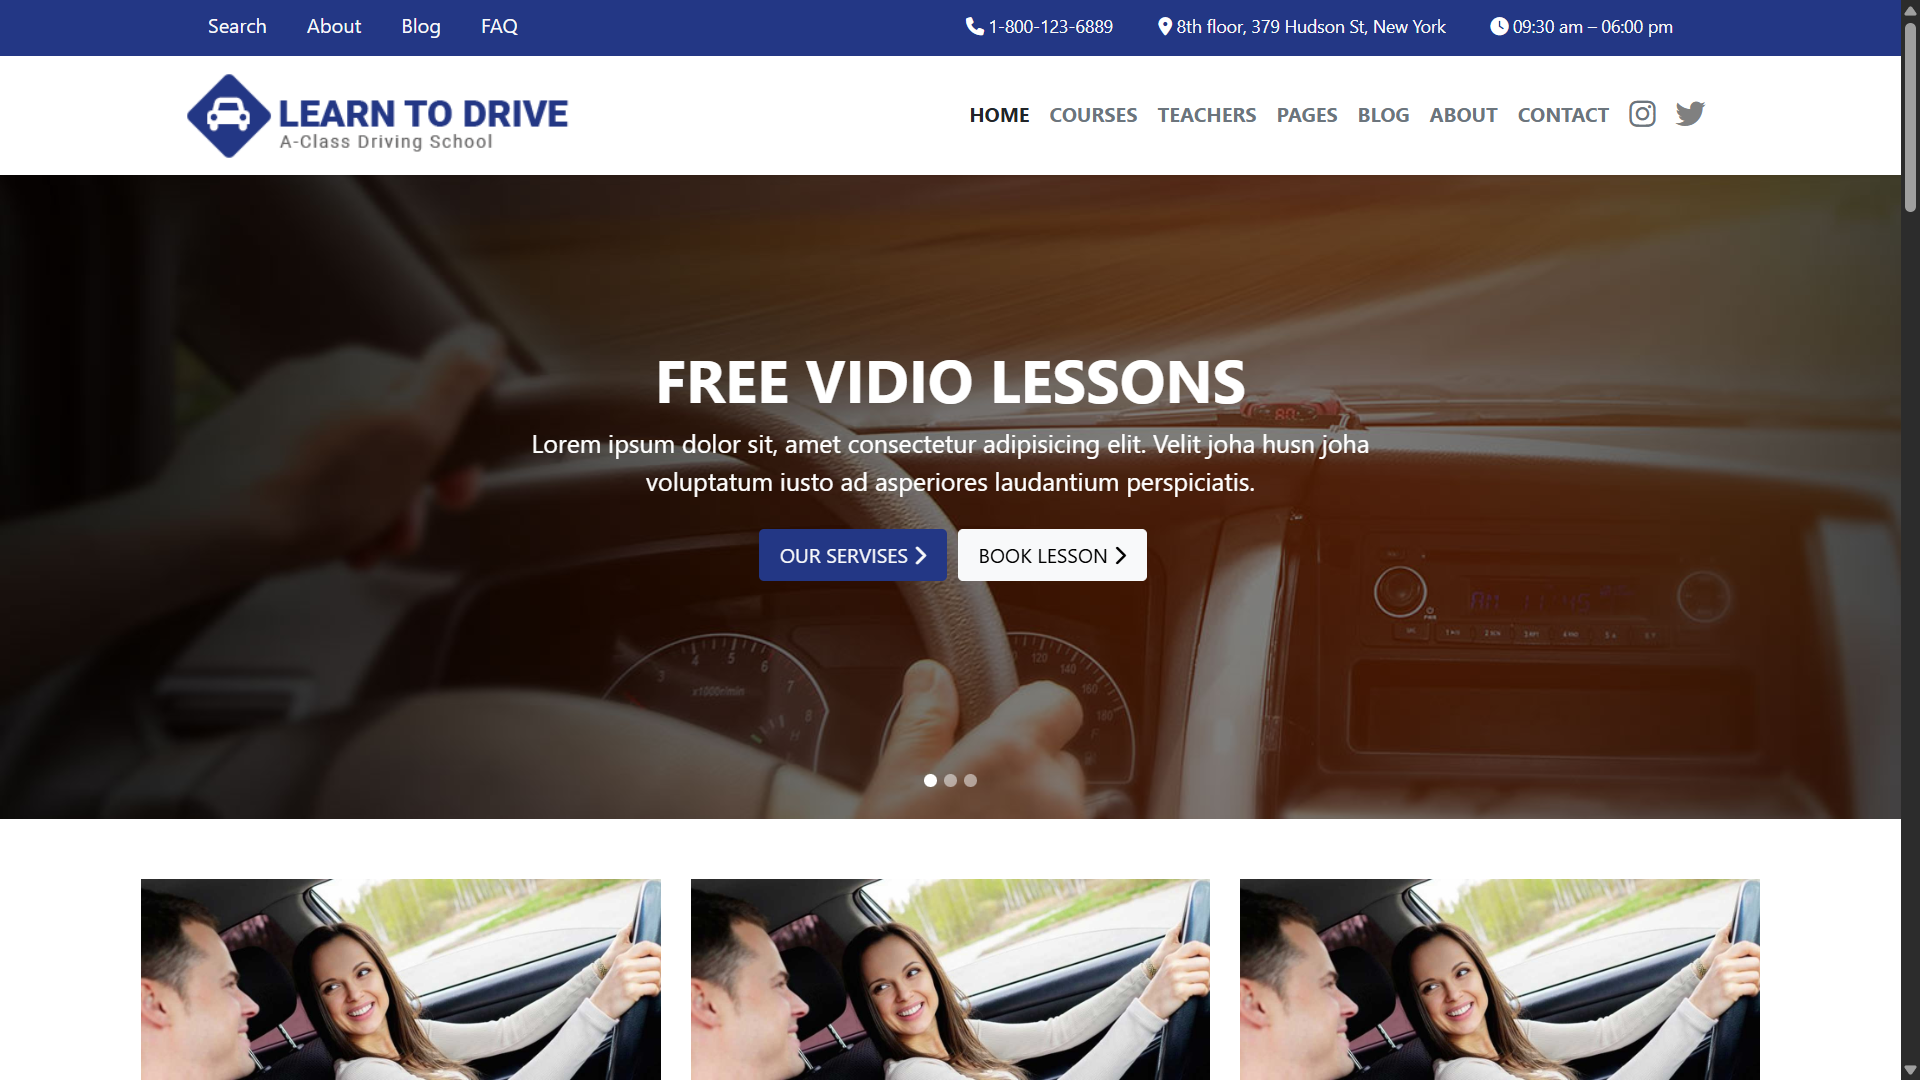 Search About Blog FAQ 1-800-123-6889 8th floor, 379 Hudson St, New York 09:30 am – 06:00 pm
LEARN TO DRIVE
A-Class Driving School
HOME COURSES TEACHERS PAGES BLOG ABOUT CONTACT
FREE VIDIO LESSONS
Lorem ipsum dolor sit, amet consectetur adipisicing elit. Velit joha husn joha
voluptatum iusto ad asperiores laudantium perspiciatis.
OUR SERVISES BOOK LESSON